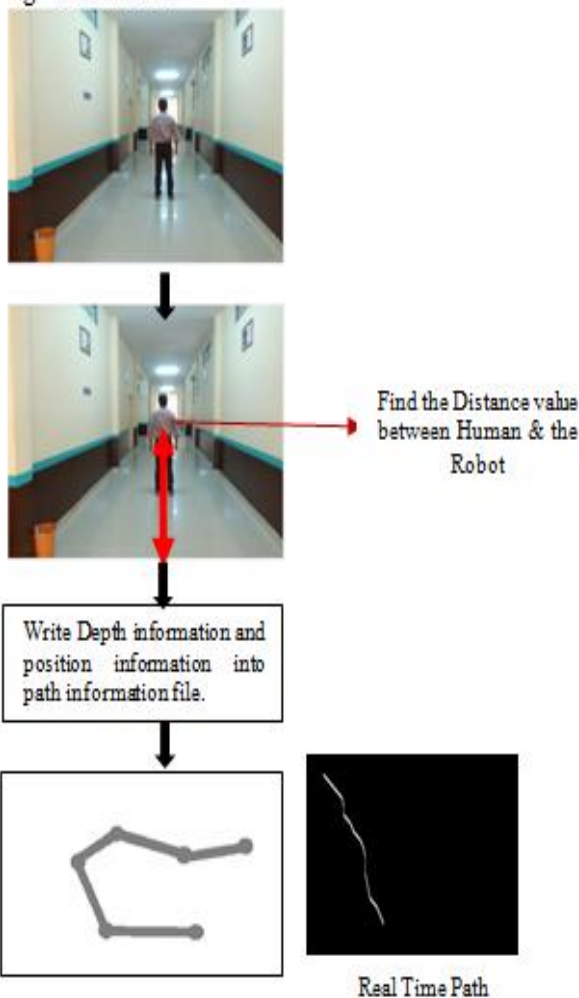 Find the Distance value
between Human & the
Robot
Write Depth information and
position information into
path information file.
Real Time Path